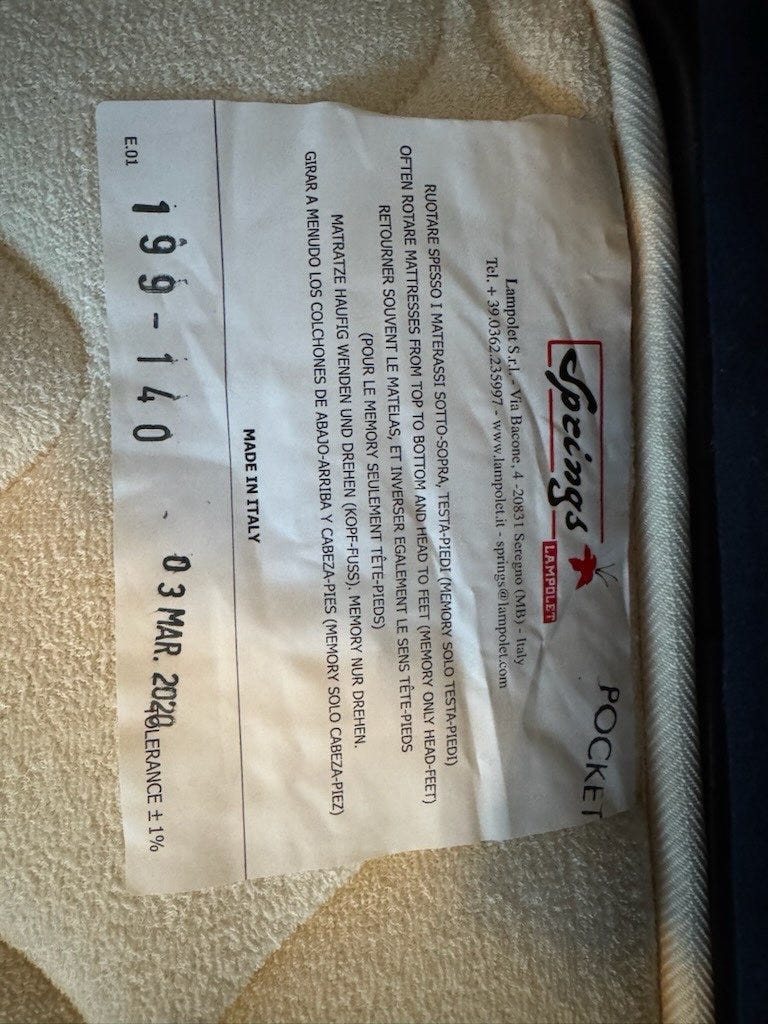 POCKET
Springs
LAMPOLET
Lampolet S.r.l. - Via Bacone, 4 -20831 Seregno (MB) - Italy
Tel. + 39.0362.235997 - www.lampolet.it - springs@lampolet.com
RUOTARE SPESSO I MATERASSI SOTTO-SOPRA, TESTA-PIEDI (MEMORY SOLO TESTA-PIEDI)
OFTEN ROTARE MATTRESSES FROM TOP TO BOTTOM AND HEAD TO FEET (MEMORY ONLY HEAD-FEET)
RETOURNER SOUVENT LE MATELAS, ET INVERSER EGALEMENT LE SENS TÊTE-PIEDS
(POUR LE MEMORY SEULEMENT TÊTE-PIEDS)
MATRATZE HAUFIG WENDEN UND DREHEN (KOPF-FUSS). MEMORY NUR DREHEN.
GIRAR A MENUDO LOS COLCHONES DE ABAJO-ARRIBA Y CABEZA-PIES (MEMORY SOLO CABEZA-PIEZ)
MADE IN ITALY
E.01 199-140 03 MAR. 2020 TOLERANCE ± 1%